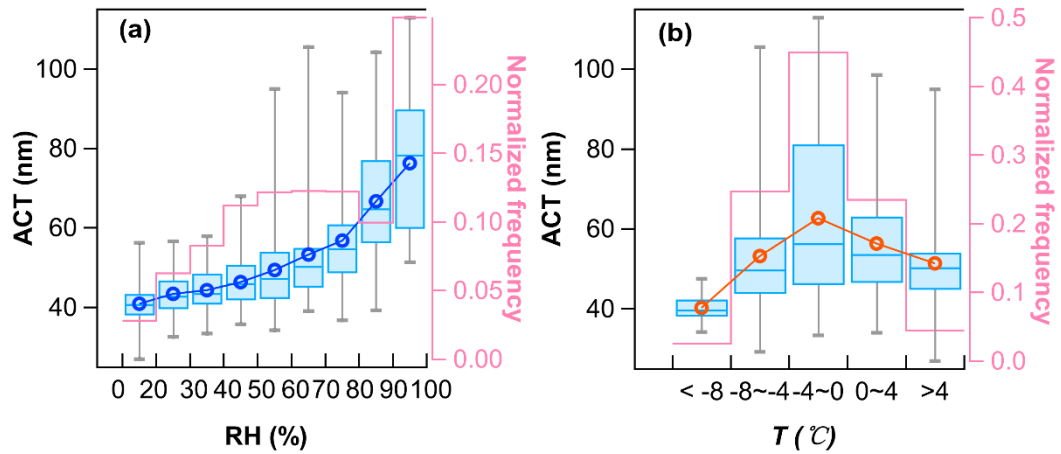 (a)
100
80
60
40
ACT (nm)
0.20
0.15
0.10
0.05
0.00
Normalized frequency
0 20 30 40 50 60 70 80 90 100
RH (%)
(b)
100
80
60
40
ACT (nm)
0.5
0.4
0.3
0.2
0.1
0.0
Normalized frequency
< -8 -8~-4 -4~0 0~4 >4
T (℃)